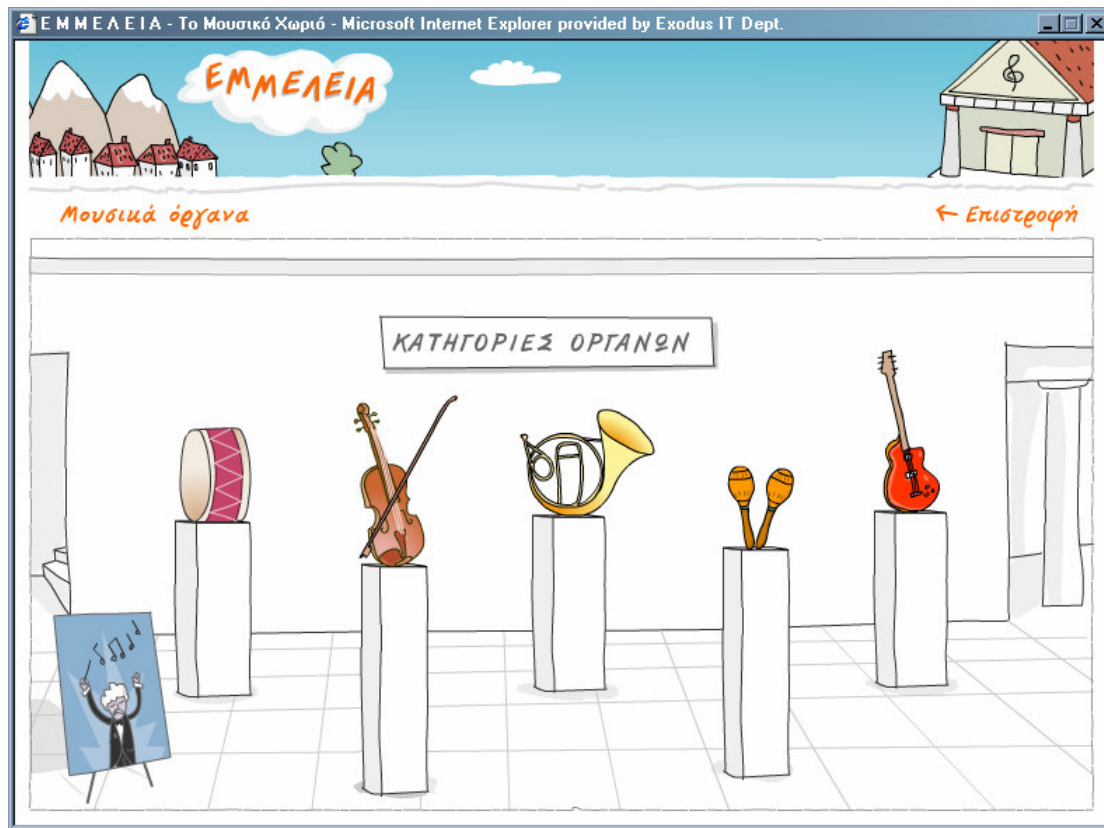 Ε Μ Μ Ε Λ Ε Ι Α - Το Μουσικό Χωριό - Microsoft Internet Explorer provided by Exodus IT Dept.
ΕΜΜΕΛΕΙΑ
Μουσικά όργανα
← Επιστροφή
ΚΑΤΗΓΟΡΙΕΣ ΟΡΓΑΝΩΝ